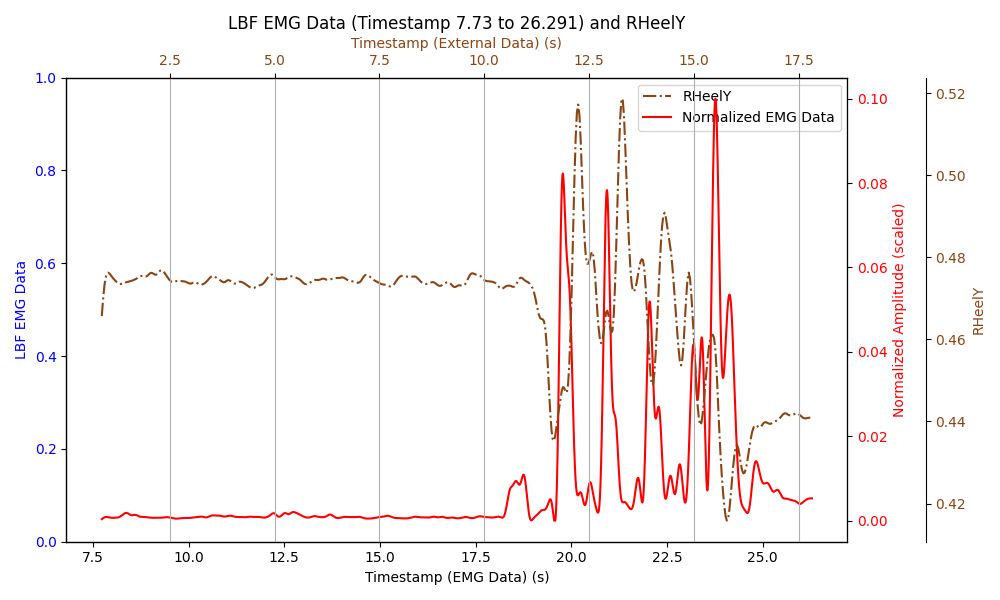 LBF EMG Data (Timestamp 7.73 to 26.291) and RHeelY
Timestamp (External Data) (s)
2.5 5.0 7.5 10.0 12.5 15.0 17.5
RHeelY
Normalized EMG Data
LBF EMG Data
1.0
0.8
0.6
0.4
0.2
0.0
Normalized Amplitude (scaled)
0.10
0.08
0.06
0.04
0.02
0.00
RHeelY
0.52
0.50
0.48
0.46
0.44
0.42
7.5 10.0 12.5 15.0 17.5 20.0 22.5 25.0
Timestamp (EMG Data) (s)